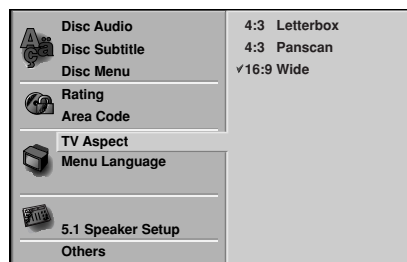 Disc Audio
Disc Subtitle
Disc Menu
Rating
Area Code
TV Aspect
Menu Language
5.1 Speaker Setup
Others
4:3 Letterbox
4:3 Panscan
✓16:9 Wide